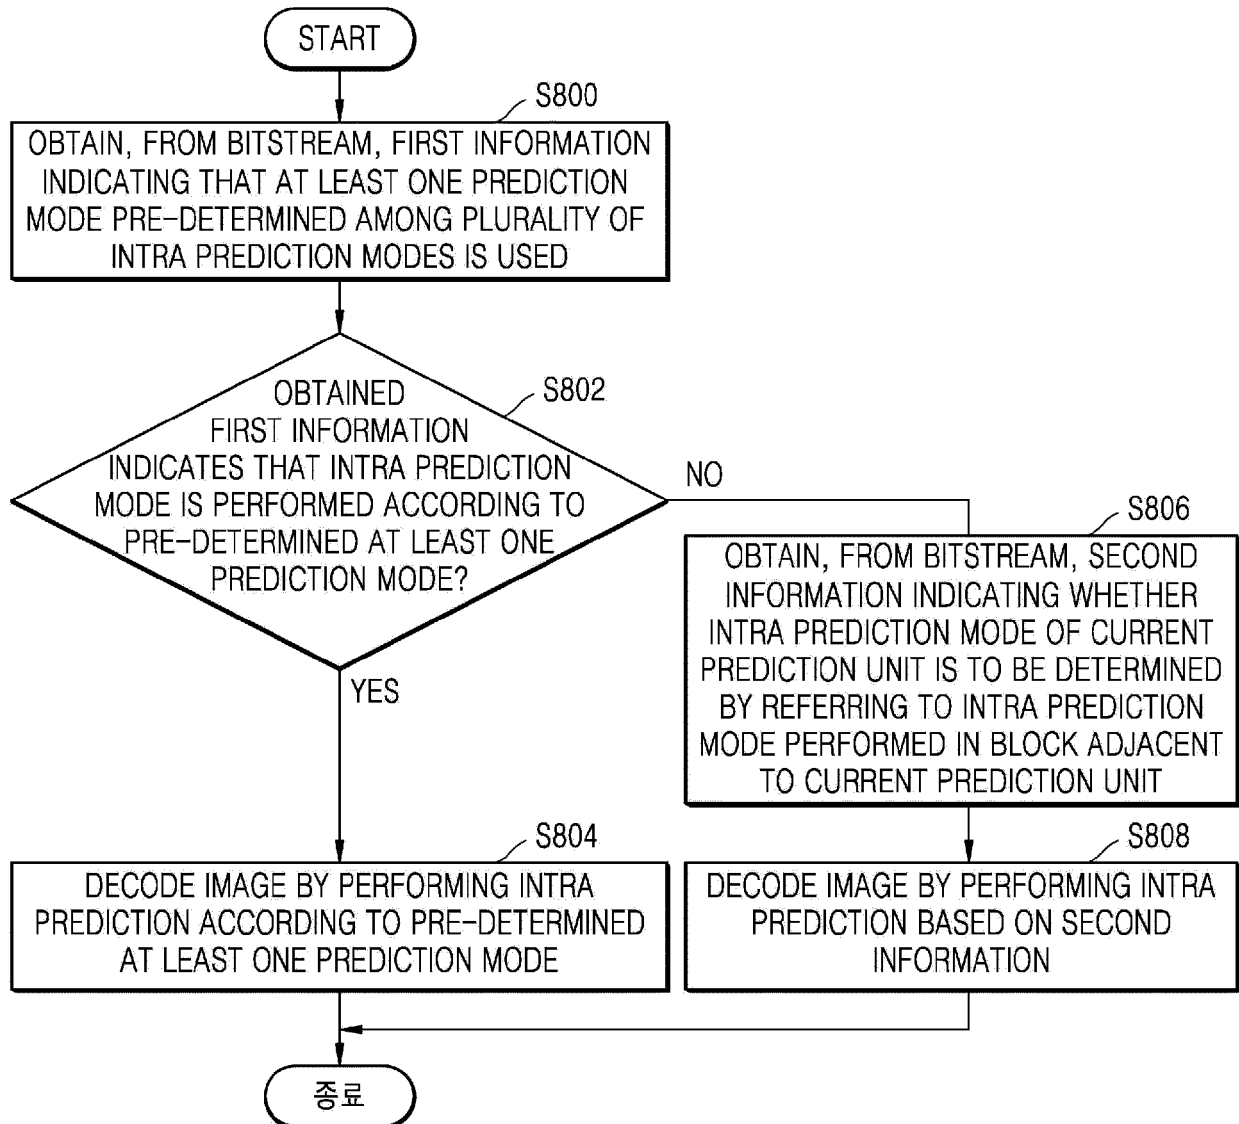 START
S800
OBTAIN, FROM BITSTREAM, FIRST INFORMATION
INDICATING THAT AT LEAST ONE PREDICTION
MODE PRE-DETERMINED AMONG PLURALITY OF
INTRA PREDICTION MODES IS USED
S802
OBTAINED
FIRST INFORMATION
INDICATES THAT INTRA PREDICTION
MODE IS PERFORMED ACCORDING TO
PRE-DETERMINED AT LEAST ONE
PREDICTION MODE?
NO
YES
S806
OBTAIN, FROM BITSTREAM, SECOND
INFORMATION INDICATING WHETHER
INTRA PREDICTION MODE OF CURRENT
PREDICTION UNIT IS TO BE DETERMINED
BY REFERRING TO INTRA PREDICTION
MODE PERFORMED IN BLOCK ADJACENT
TO CURRENT PREDICTION UNIT
S804
DECODE IMAGE BY PERFORMING INTRA
PREDICTION ACCORDING TO PRE-DETERMINED
AT LEAST ONE PREDICTION MODE
S808
DECODE IMAGE BY PERFORMING INTRA
PREDICTION BASED ON SECOND
INFORMATION
종료